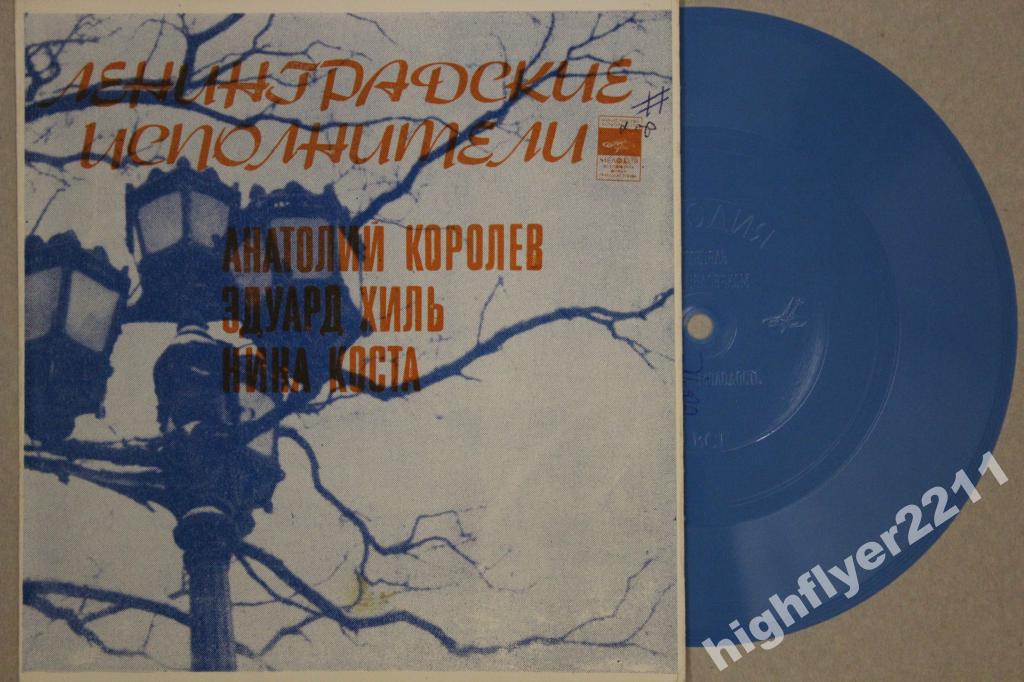 ЛЕНИНГРАДСКИЕ
ИСПОЛНИТЕЛИ
МЕЛОДИЯ
АНАТОЛИЙ КОРОЛЕВ
ЭДУАРД ХИЛЬ
НИНА КОСТА
highflyer2211